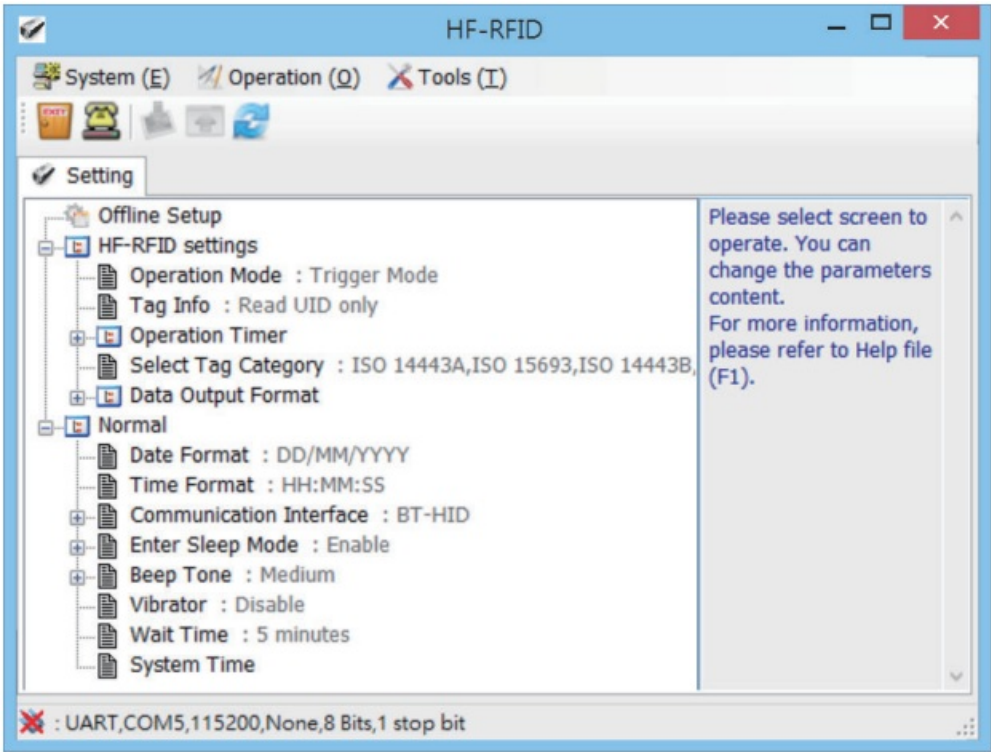 HF-RFID
System (E) Operation (O) Tools (T)
EXIT
Setting
Offline Setup
HF-RFID settings
Operation Mode : Trigger Mode
Tag Info : Read UID only
Operation Timer
Select Tag Category : ISO 14443A,ISO 15693,ISO 14443B,
Data Output Format
Normal
Date Format : DD/MM/YYYY
Time Format : HH:MM:SS
Communication Interface : BT-HID
Enter Sleep Mode : Enable
Beep Tone : Medium
Vibrator : Disable
Wait Time : 5 minutes
System Time
Please select screen to
operate. You can
change the parameters
content.
For more information,
please refer to Help file
(F1).
: UART,COM5,115200,None,8 Bits,1 stop bit